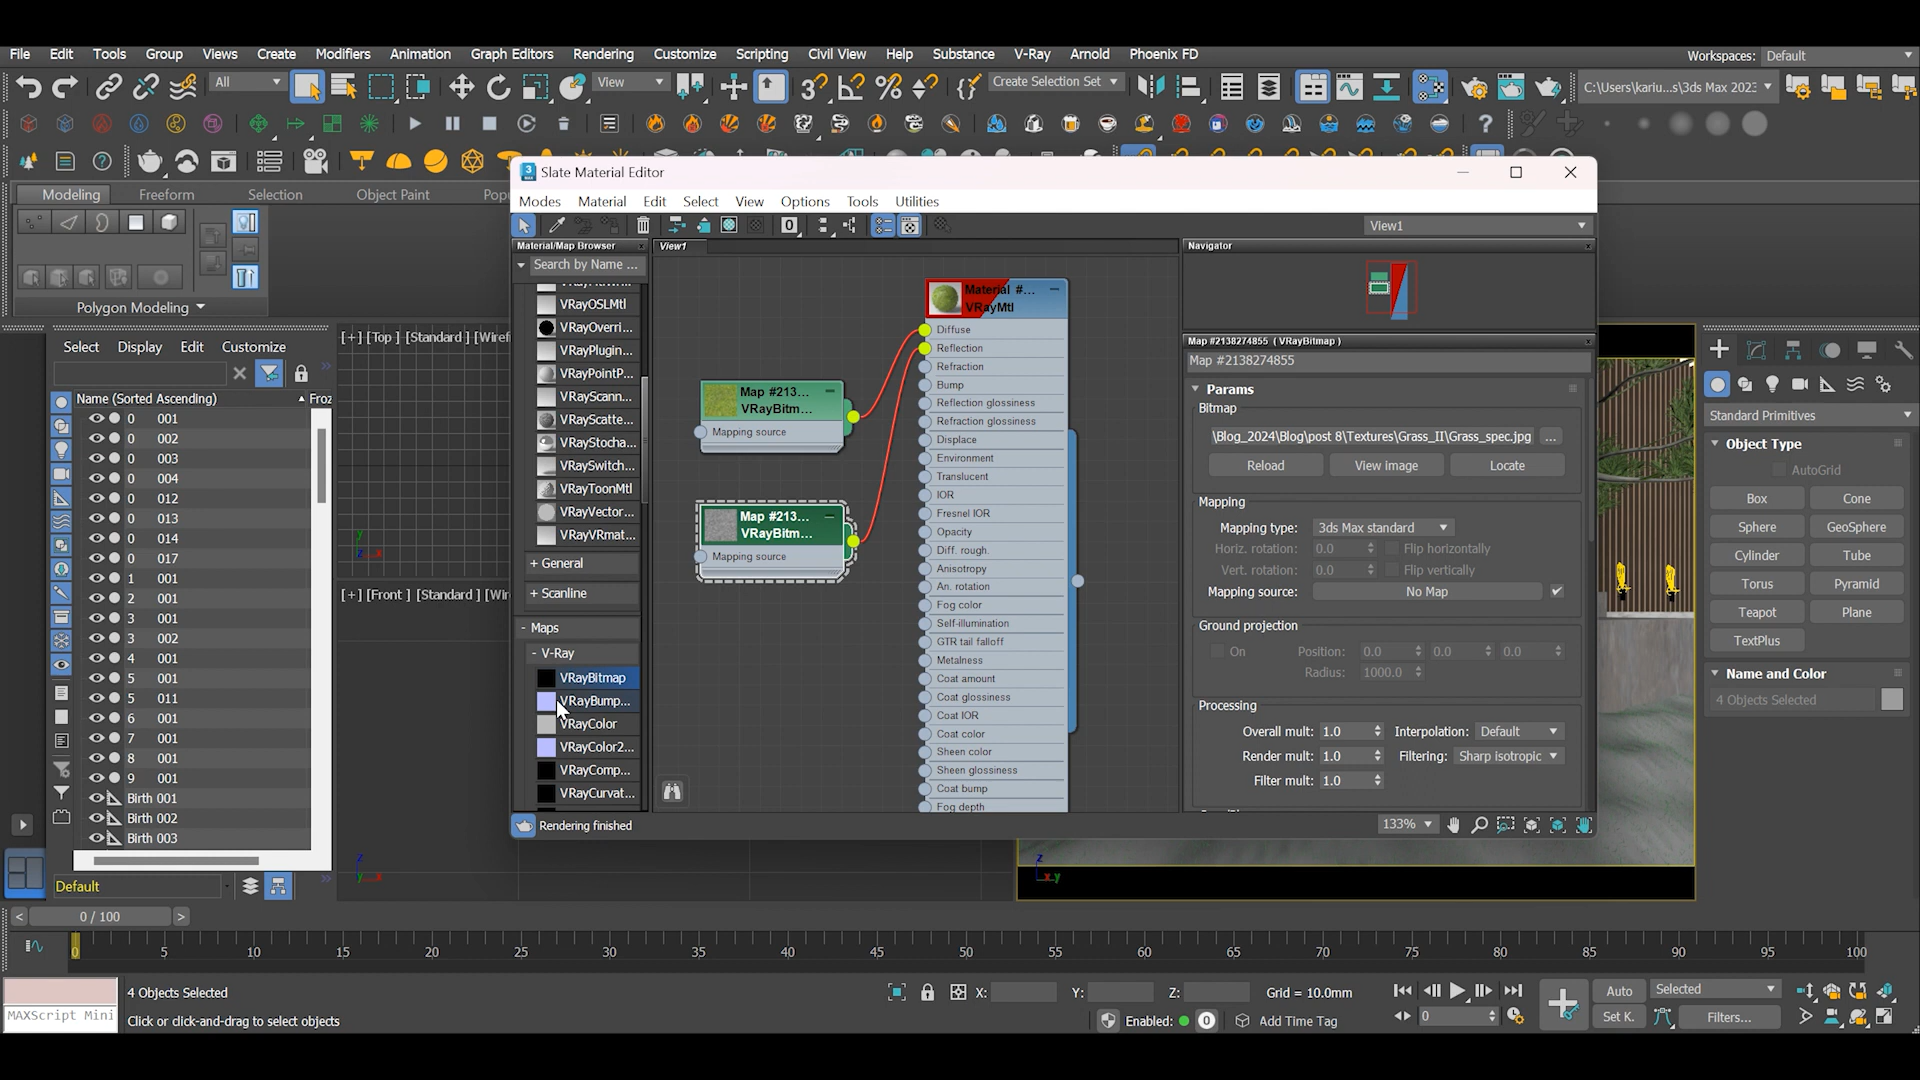 File Edit Tools Group Views Create Modifiers Animation Graph Editors Rendering Customize Scripting Civil View Help Substance V-Ray Arnold Phoenix FD Workspaces: Default
All View Create Selection Set C:\Users\kariu...s\3ds Max 2023
Modeling Freeform Selection Object Paint
Polygon Modeling
Select Display Edit Customize
Name (Sorted Ascending) Froz
0 001
0 002
0 003
0 004
0 012
0 013
0 014
0 017
1 001
2 001
3 001
3 002
4 001
5 001
5 011
6 001
7 001
8 001
9 001
Birth 001
Birth 002
Birth 003
Default
[+] [Top ] [Standard ]
[+] [Front ] [Standard ]
Slate Material Editor
Modes Material Edit Select View Options Tools Utilities
View1
Material/Map Browser
Search by Name ...
VRayOSLMtl
VRayOverri...
VRayPlugin...
VRayPointP...
VRayScann...
VRayScatte...
VRayStocha...
VRaySwitch...
VRayToonMtl
VRayVector...
VRayVRmat...
+ General
+ Scanline
- Maps
- V-Ray
VRayBitmap
VRayBump...
VRayColor
VRayColor2...
VRayComp...
VRayCurvat...
Rendering finished
View1
Map #213...
VRayBitm...
Mapping source
Map #213...
VRayBitm...
Mapping source
Material #...
VRayMtl
Diffuse
Reflection
Refraction
Bump
Reflection glossiness
Refraction glossiness
Displace
Environment
Translucent
IOR
Fresnel IOR
Opacity
Diff. rough.
Anisotropy
An. rotation
Fog color
Self-illumination
GTR tail falloff
Metalness
Coat amount
Coat glossiness
Coat IOR
Coat color
Sheen color
Sheen glossiness
Coat bump
Fog depth
Navigator
Map #2138274855 ( VRayBitmap )
Map #2138274855
Params
Bitmap
\Blog_2024\Blog\post 8\Textures\Grass_II\Grass_spec.jpg ...
Reload View Image Locate
Mapping
Mapping type: 3ds Max standard
Horiz. rotation: 0.0 Flip horizontally
Vert. rotation: 0.0 Flip vertically
Mapping source: No Map
Ground projection
On Position: 0.0 0.0 0.0
Radius: 1000.0
Processing
Overall mult: 1.0 Interpolation: Default
Render mult: 1.0 Filtering: Sharp isotropic
Filter mult: 1.0
133%
Standard Primitives
Object Type
AutoGrid
Box Cone
Sphere GeoSphere
Cylinder Tube
Torus Pyramid
Teapot Plane
TextPlus
Name and Color
4 Objects Selected
0 / 100
0 5 10 15 20 25 30 35 40 45 50 55 60 65 70 75 80 85 90 95 100
MAXScript Mini
4 Objects Selected
Click or click-and-drag to select objects
X: Y: Z: Grid = 10.0mm
Enabled: 0 Add Time Tag
0
Auto Selected
Set K. Filters...